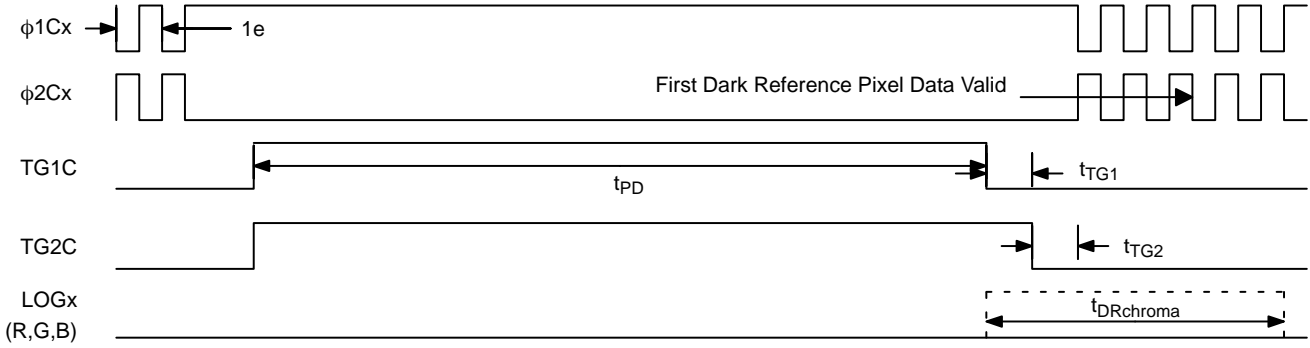 ϕ1Cx
1e
ϕ2Cx
First Dark Reference Pixel Data Valid
TG1C
tPD
tTG1
TG2C
tTG2
LOGx
(R,G,B)
tDRchroma